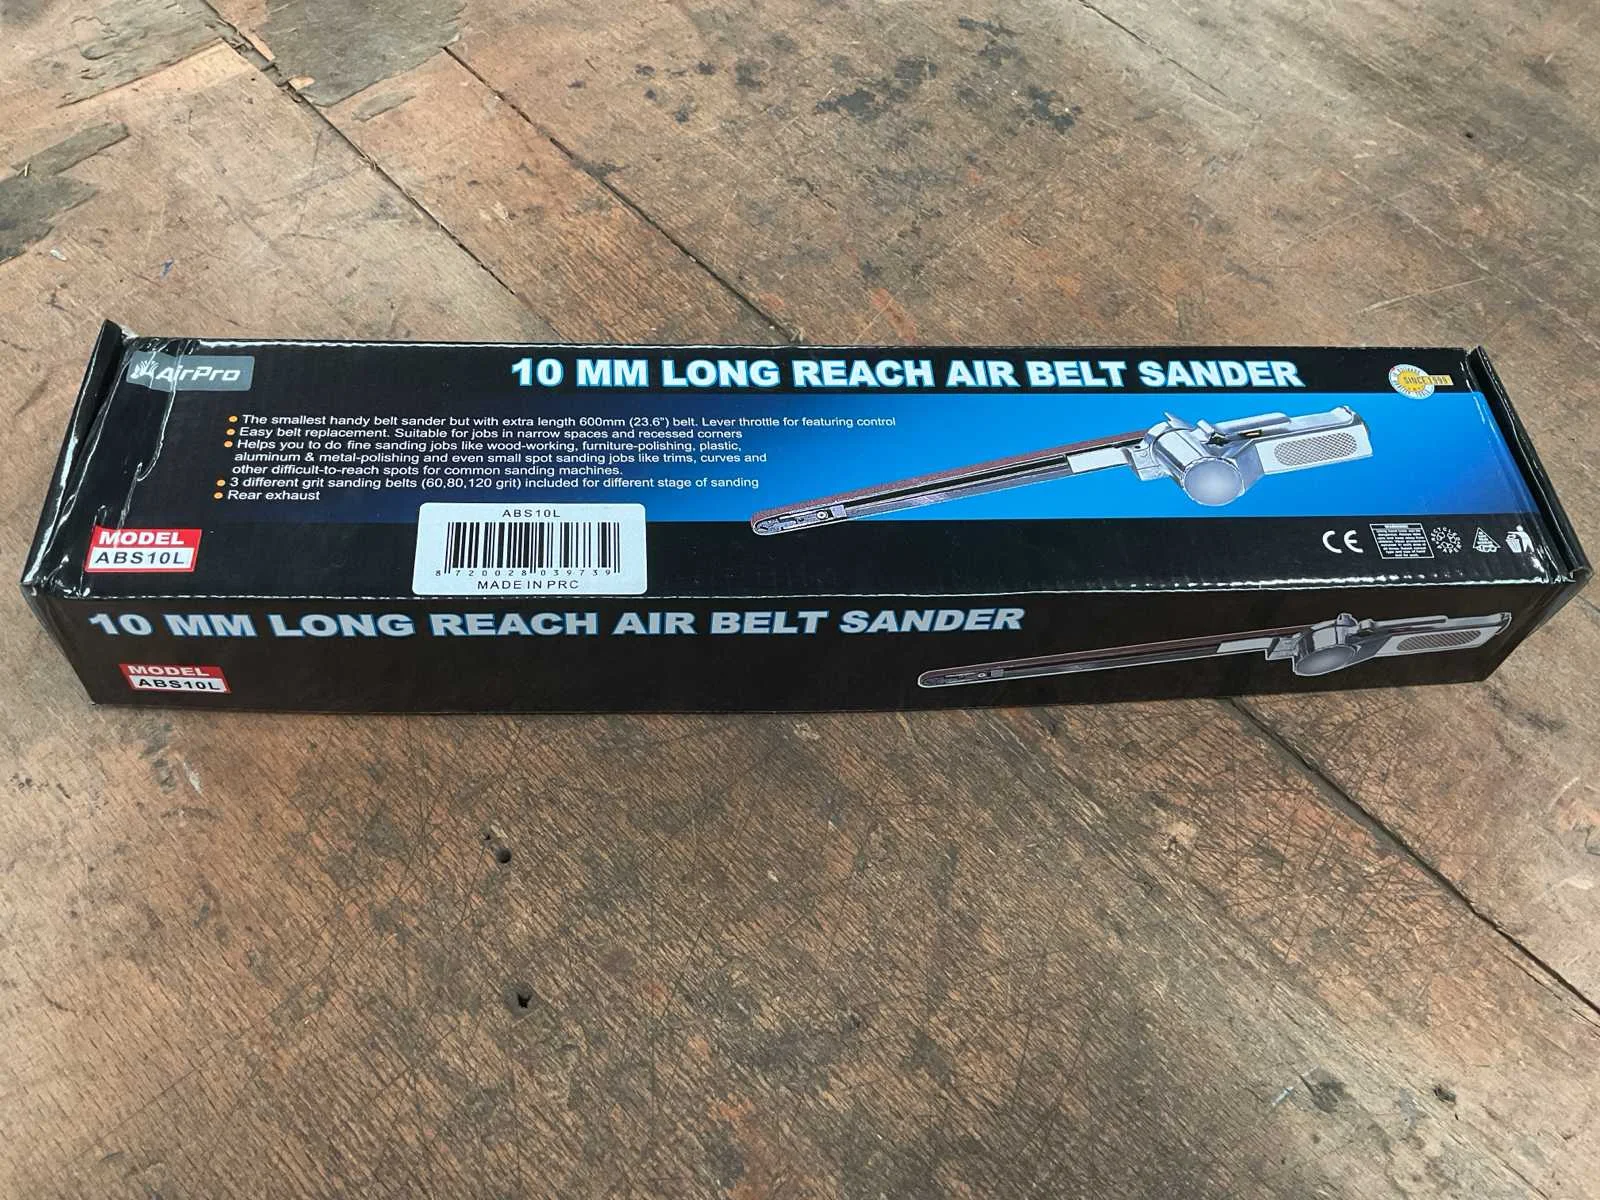 AirPro
10 MM LONG REACH AIR BELT SANDER
SINCE 1999
• The smallest handy belt sander but with extra length 600mm (23.6") belt. Lever throttle for featuring control
• Easy belt replacement. Suitable for jobs in narrow spaces and recessed corners
• Helps you to do fine sanding jobs like wood-working, furniture-polishing, plastic,
aluminum & metal-polishing and even small spot sanding jobs like trims, curves and
other difficult-to-reach spots for common sanding machines.
• 3 different grit sanding belts (60,80,120 grit) included for different stage of sanding
• Rear exhaust
MODEL
ABS10L
ABS10L
8 720028 039739
MADE IN PRC
CE
10 MM LONG REACH AIR BELT SANDER
MODEL
ABS10L